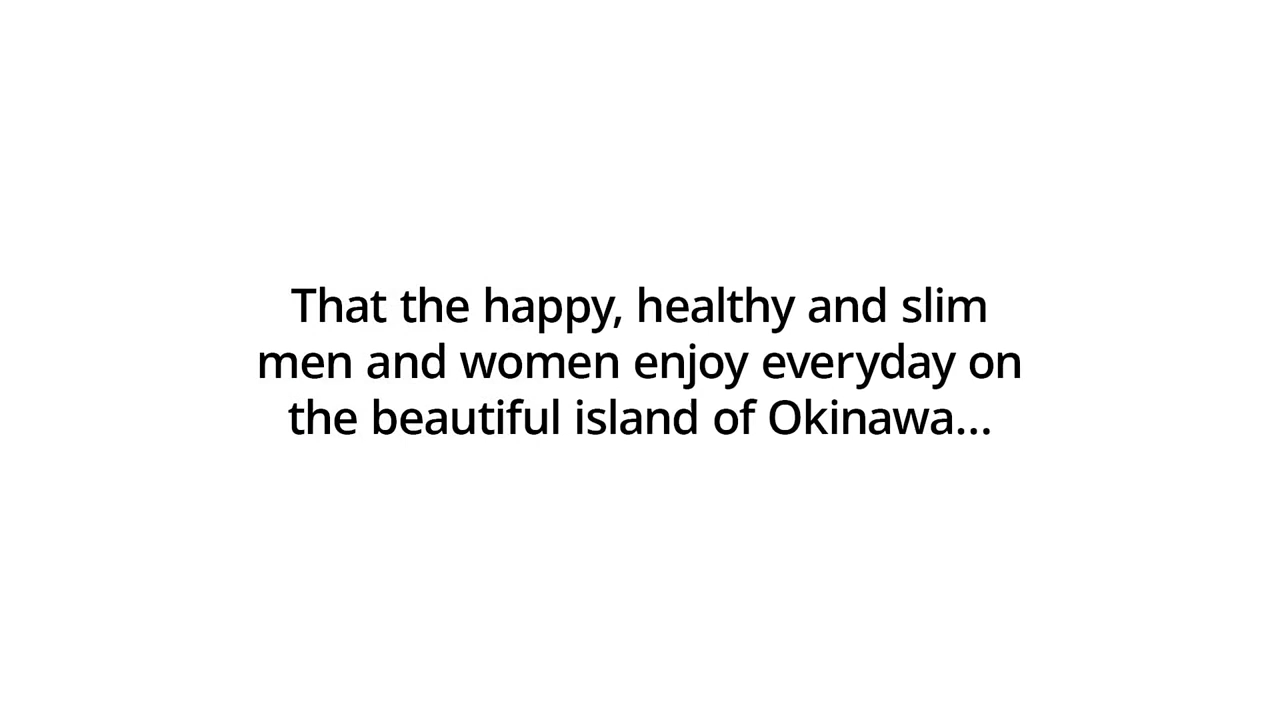 That the happy, healthy and slim
men and women enjoy everyday on
the beautiful island of Okinawa...